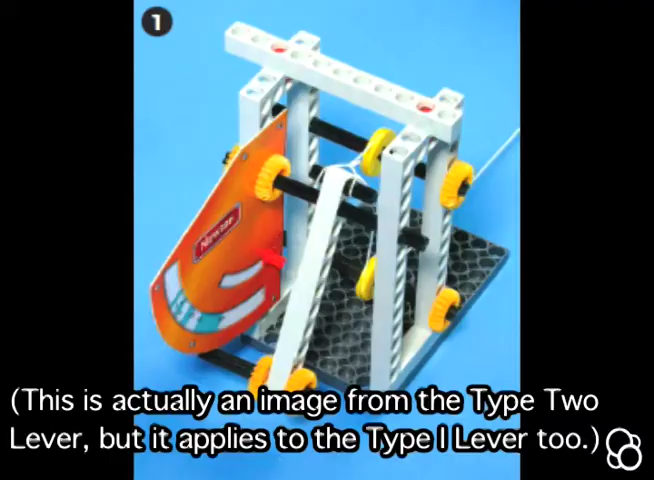 1
Newton
(This is actually an image from the Type Two
Lever, but it applies to the Type I Lever too.)